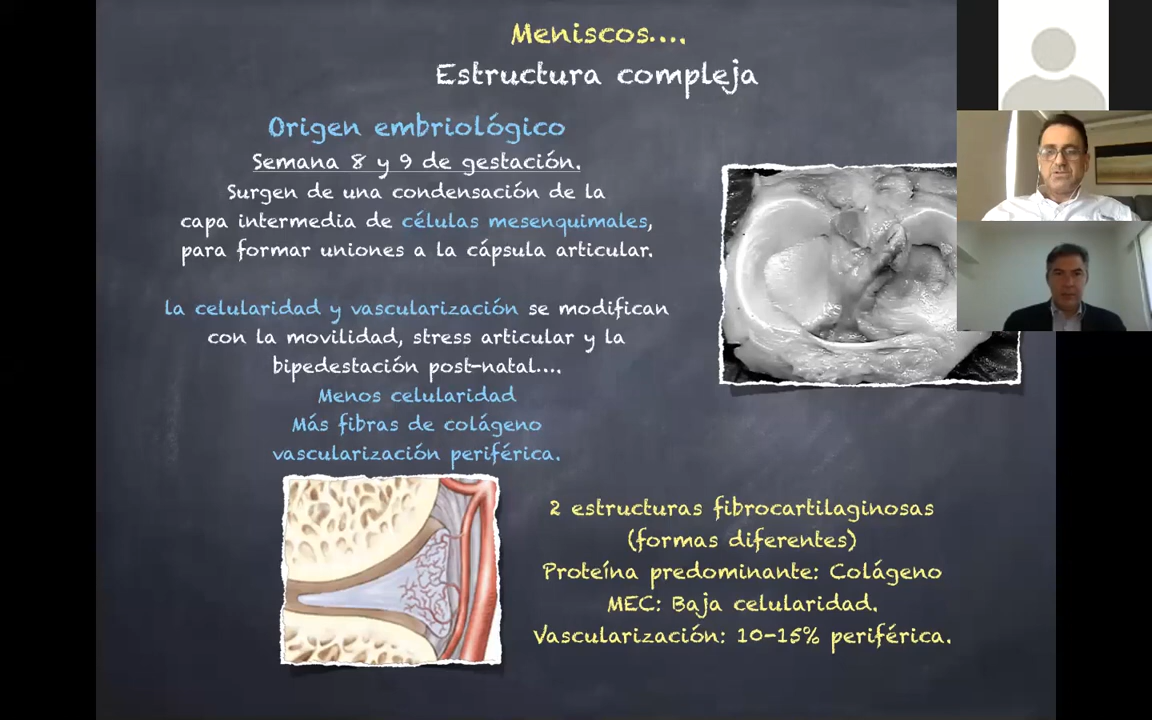 Meniscos....
Estructura compleja
Origen embriológico
Semana 8 y 9 de gestación.
Surgen de una condensación de la
capa intermedia de células mesenquimales,
para formar uniones a la cápsula articular.
la celularidad y vascularización se modifican
con la movilidad, stress articular y la
bipedestación post-natal....
Menos celularidad
Más fibras de colágeno
vascularización periférica.
2 estructuras fibrocartilaginosas
(formas diferentes)
Proteína predominante: Colágeno
MEC: Baja celularidad.
Vascularización: 10-15% periférica.